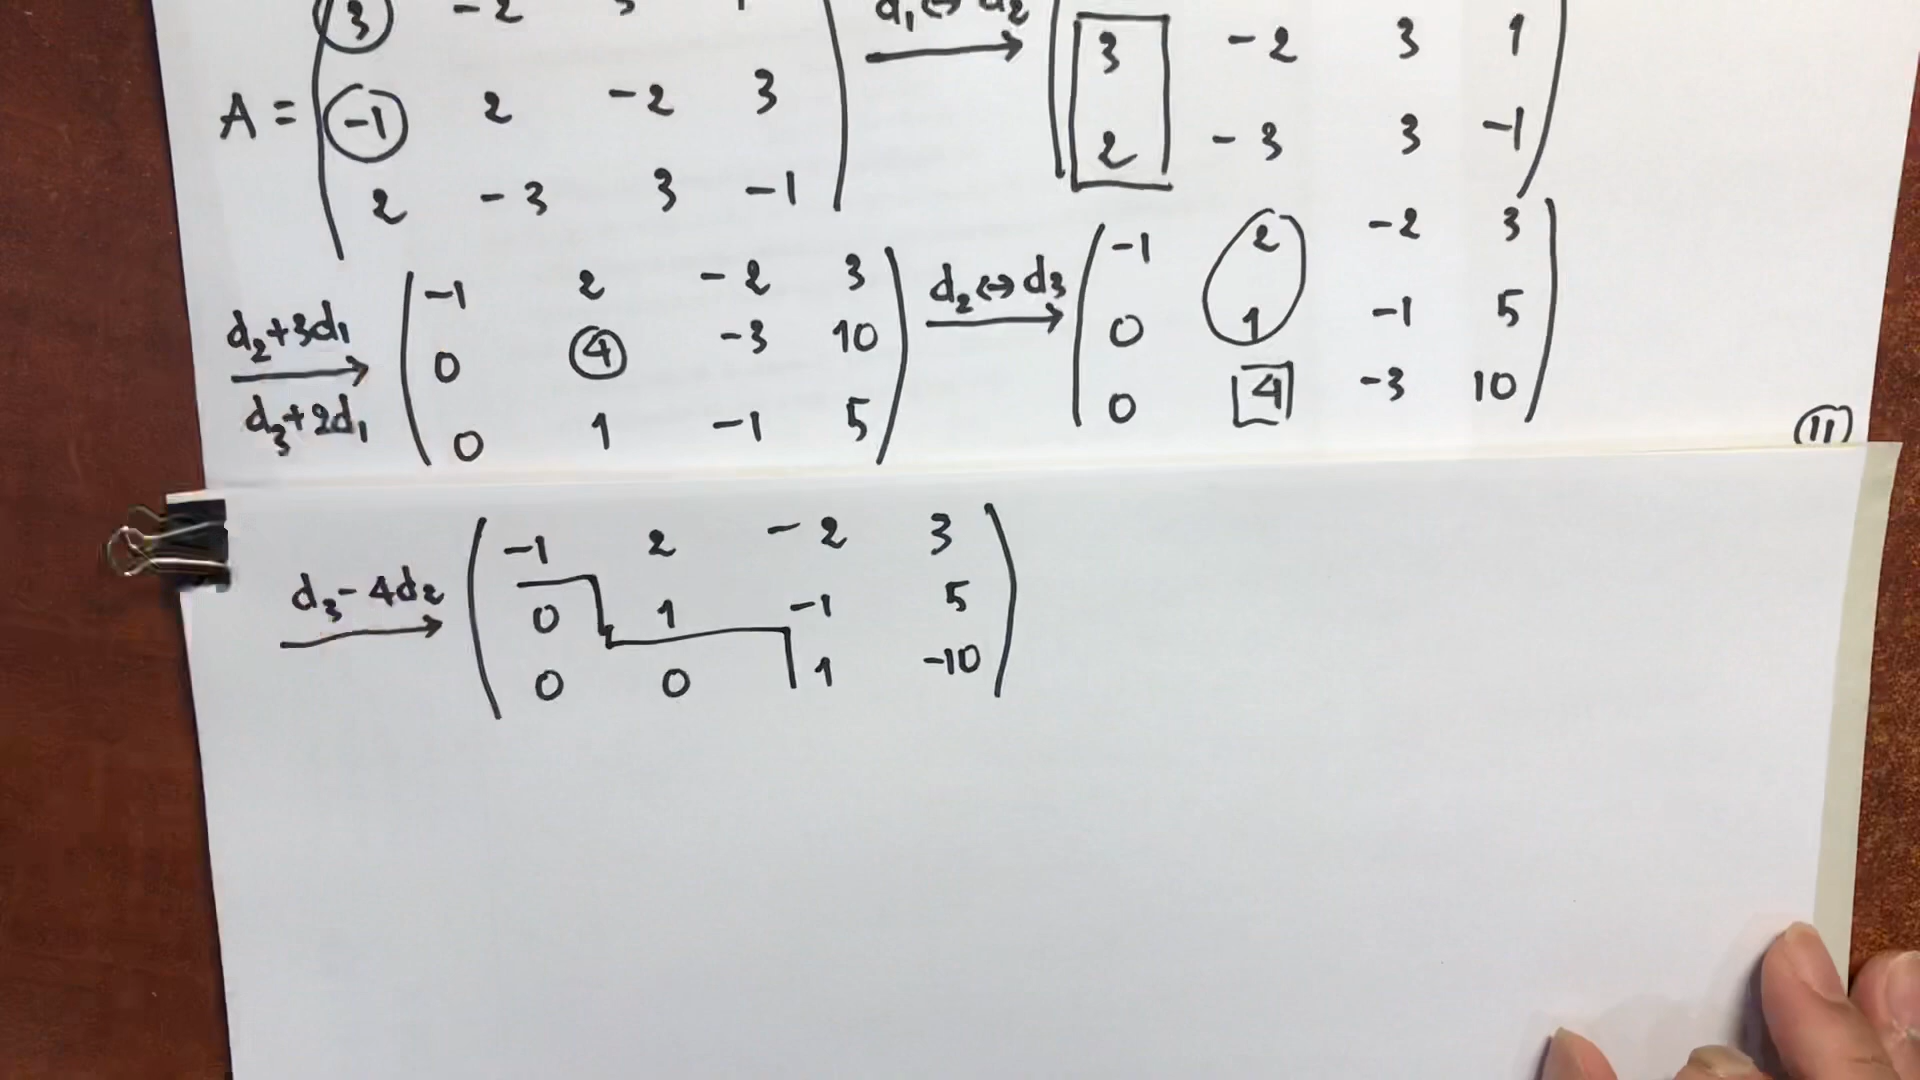 3 -2 3 1 d₁↔d₂
A = ( -1 2 -2 3 ) → ( 3 -2 3 1 )
2 -3 3 -1 2 -3 3 -1
d₂+3d₁ → ( -1 2 -2 3 ) d₂↔d₃ → ( -1 2 -2 3 )
0 4 -3 10 0 1 -1 5
d₃+2d₁ 0 1 -1 5 0 4 -3 10
11
d₃-4d₂ → ( -1 2 -2 3 )
0 1 -1 5
0 0 1 -10